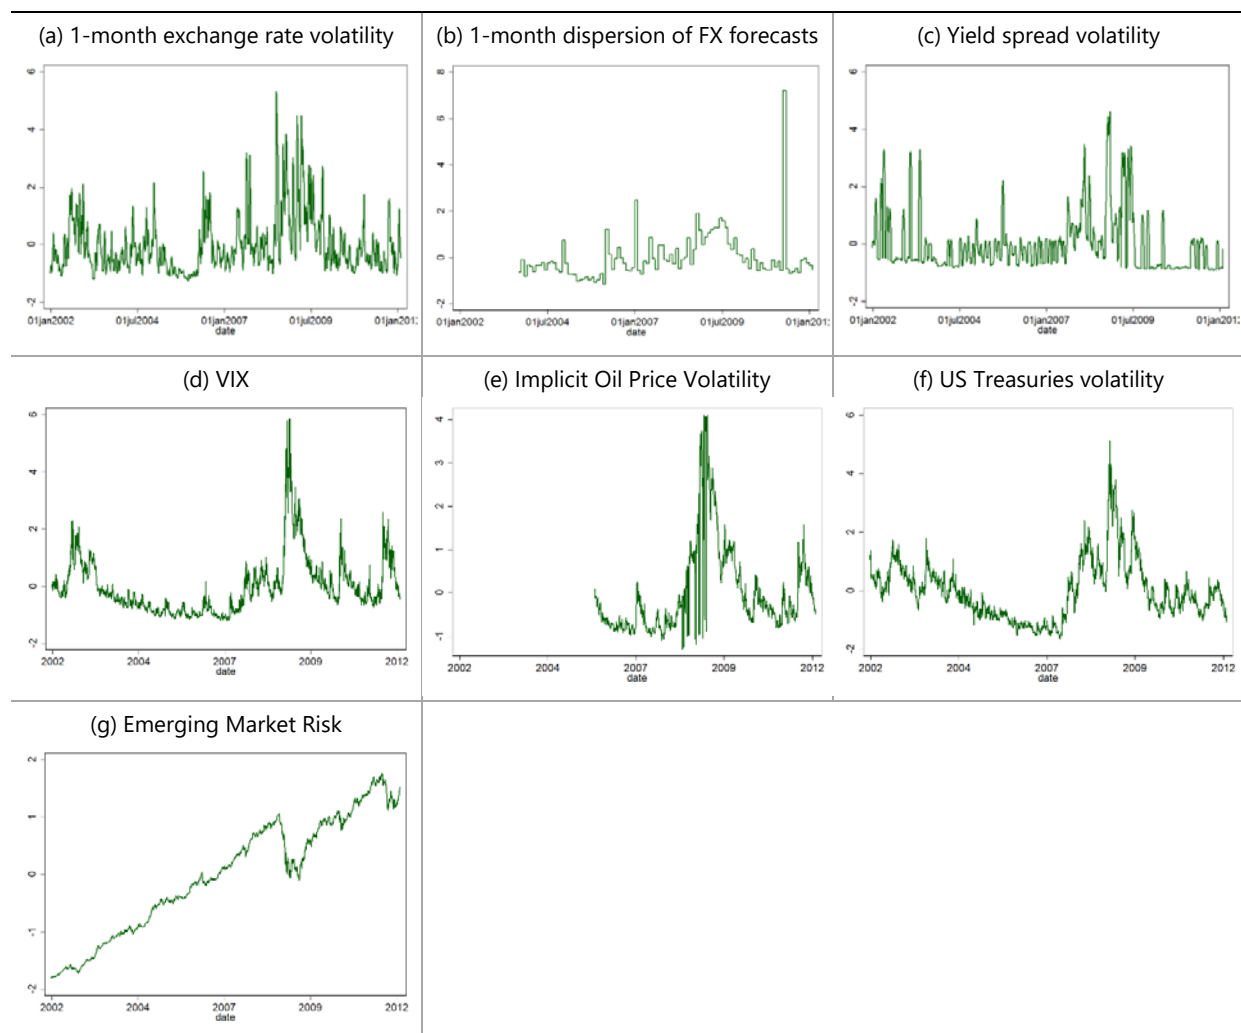 (a) 1-month exchange rate volatility
6
4
2
0
-2
01jan2002 01jul2004 01jan2007 01jul2009 01jan2012
date
(b) 1-month dispersion of FX forecasts
8
6
4
2
0
-2
01jan2002 01jul2004 01jan2007 01jul2009 01jan201
date
(c) Yield spread volatility
6
4
2
0
-2
01jan2002 01jul2004 01jan2007 01jul2009 01jan2012
date
(d) VIX
6
4
2
0
-2
2002 2004 2007 2009 2012
date
(e) Implicit Oil Price Volatility
4
3
2
1
0
-1
2002 2004 2007 2009 2012
date
(f) US Treasuries volatility
6
4
2
0
-2
2002 2004 2007 2009 2012
date
(g) Emerging Market Risk
2
1
0
-1
-2
2002 2004 2007 2009 2012
date